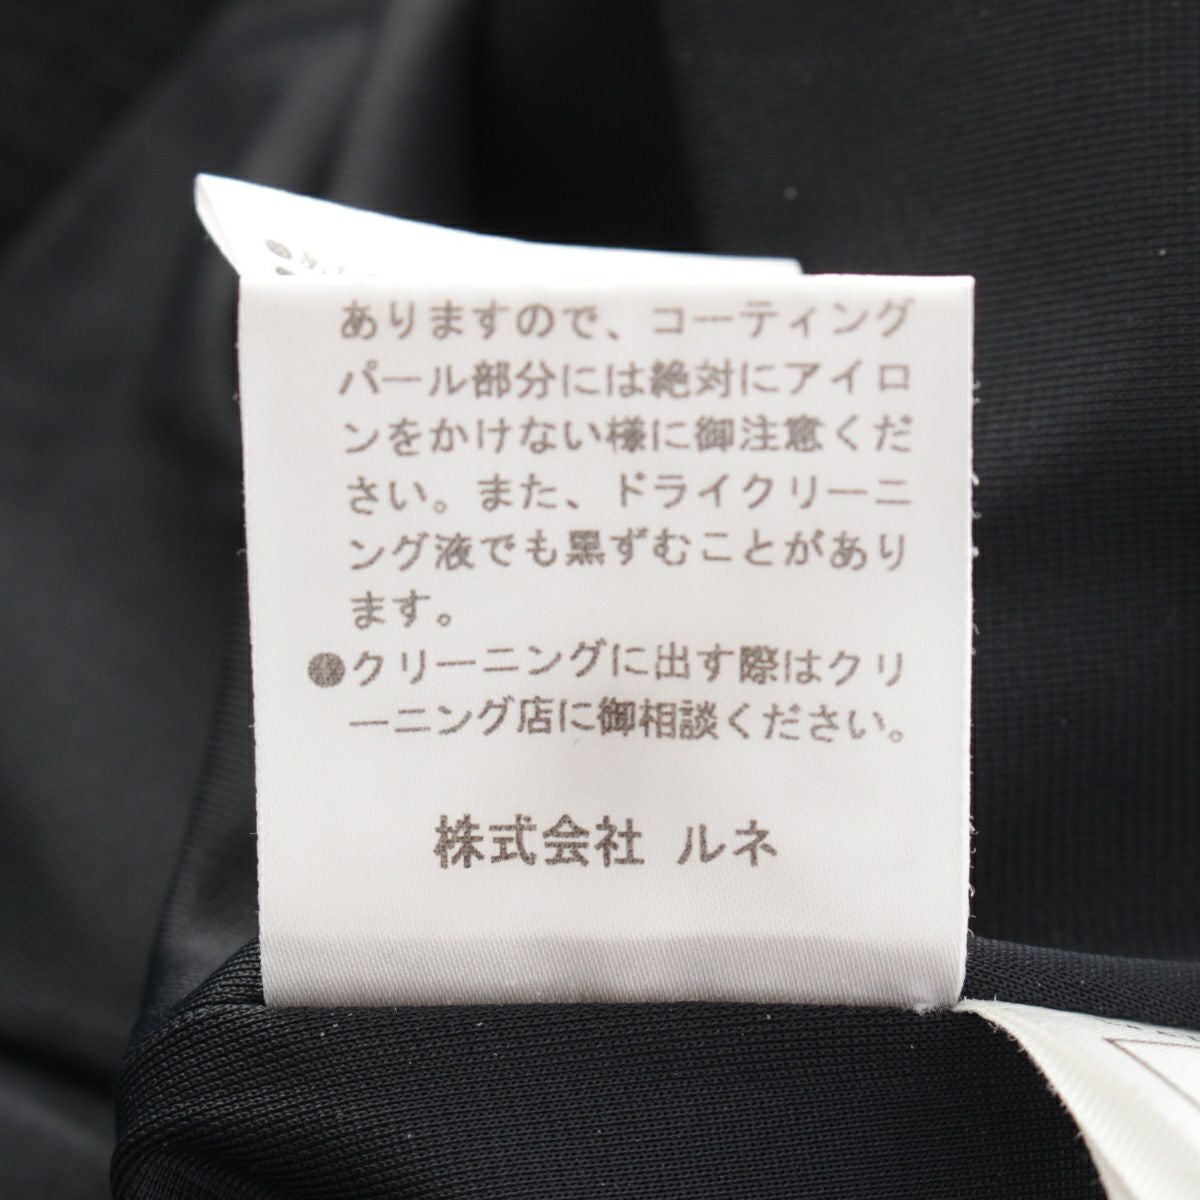 ありますので、コーティング
パール部分には絶対にアイロ
ンをかけない様に御注意くだ
さい。また、ドライクリーニ
ング液でも黒ずむことがあり
ます。
●クリーニングに出す際はクリ
ーニング店に御相談ください。
株式会社 ルネ